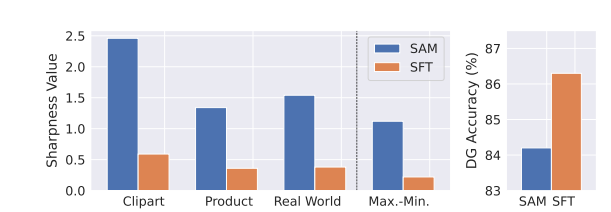 Sharpness Value
2.5
2.0
1.5
1.0
0.5
0.0
Clipart Product Real World Max.-Min.
SAM
SFT
DG Accuracy (%)
87
86
85
84
83
SAM SFT